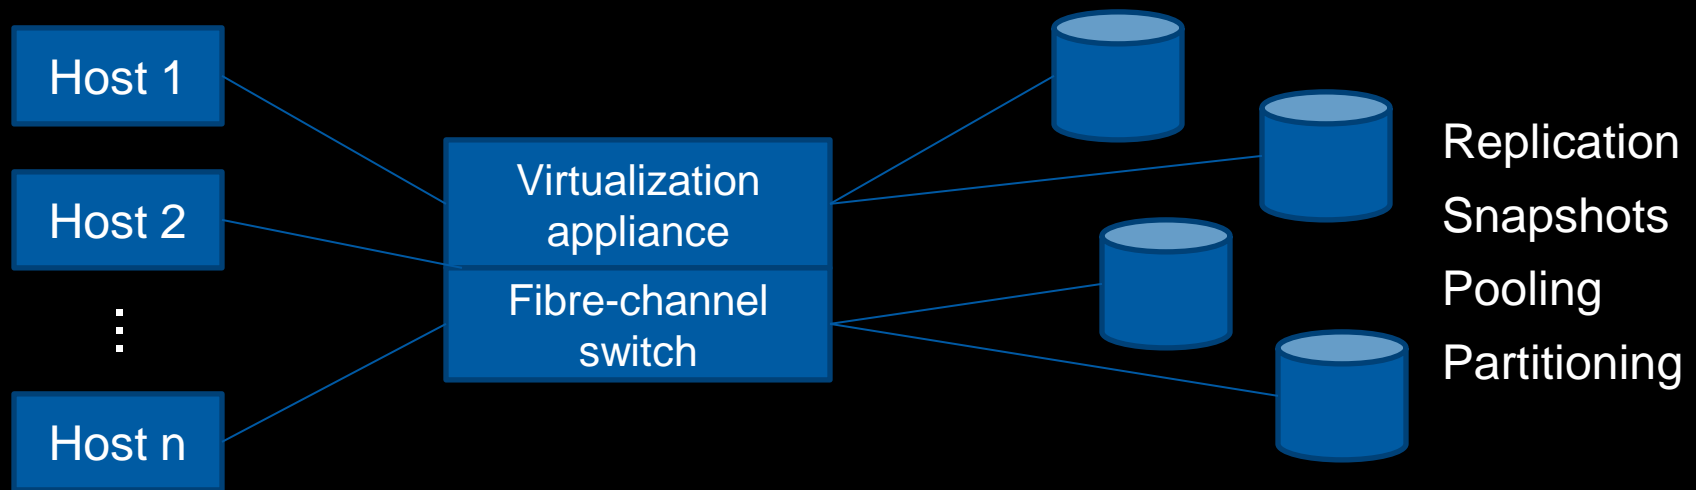 Host 1
Host 2
⋮
Host n
Virtualization
appliance
Fibre-channel
switch
Replication
Snapshots
Pooling
Partitioning